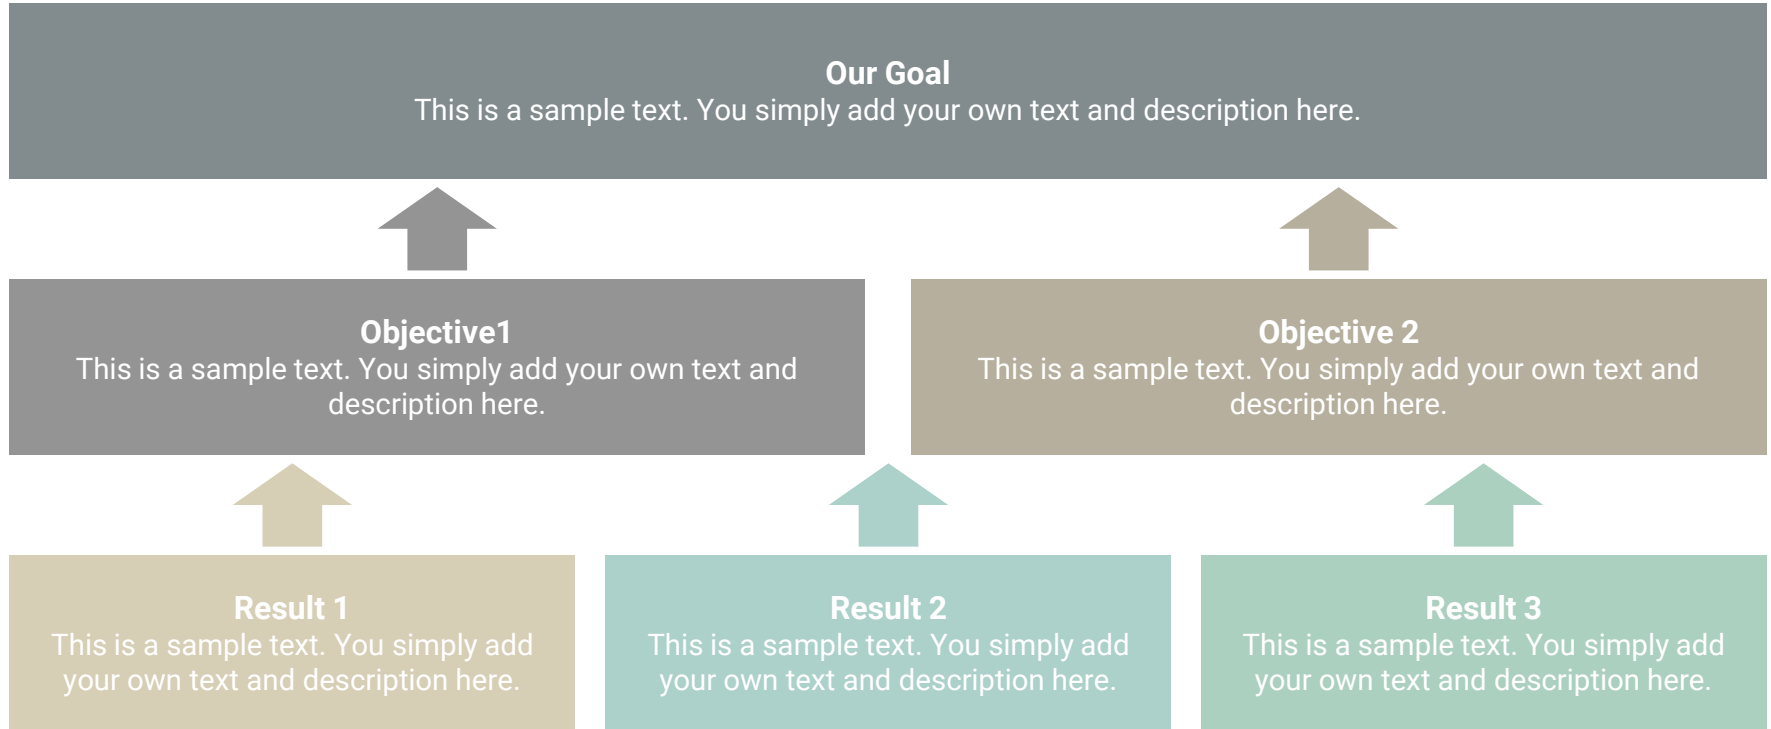 Our Goal
This is a sample text. You simply add your own text and description here.
Objective1
This is a sample text. You simply add your own text and
description here.
Objective 2
This is a sample text. You simply add your own text and
description here.
Result 1
This is a sample text. You simply add
your own text and description here.
Result 2
This is a sample text. You simply add
your own text and description here.
Result 3
This is a sample text. You simply add
your own text and description here.